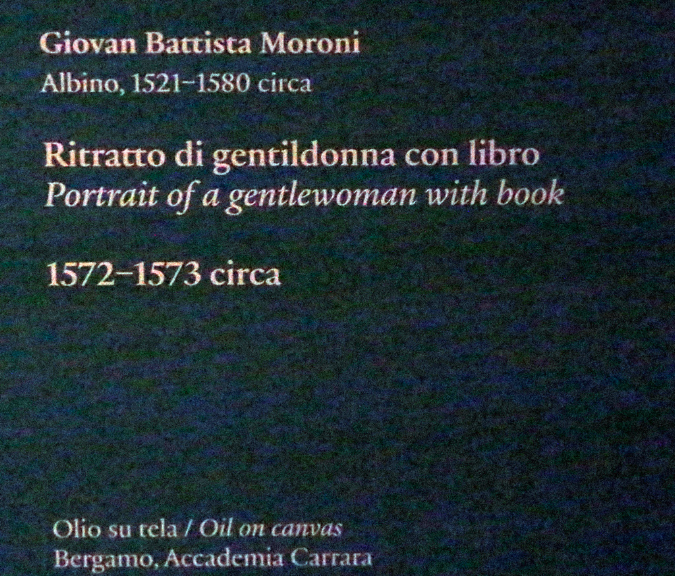 Giovan Battista Moroni
Albino, 1521–1580 circa
Ritratto di gentildonna con libro
Portrait of a gentlewoman with book
1572–1573 circa
Olio su tela / Oil on canvas
Bergamo, Accademia Carrara